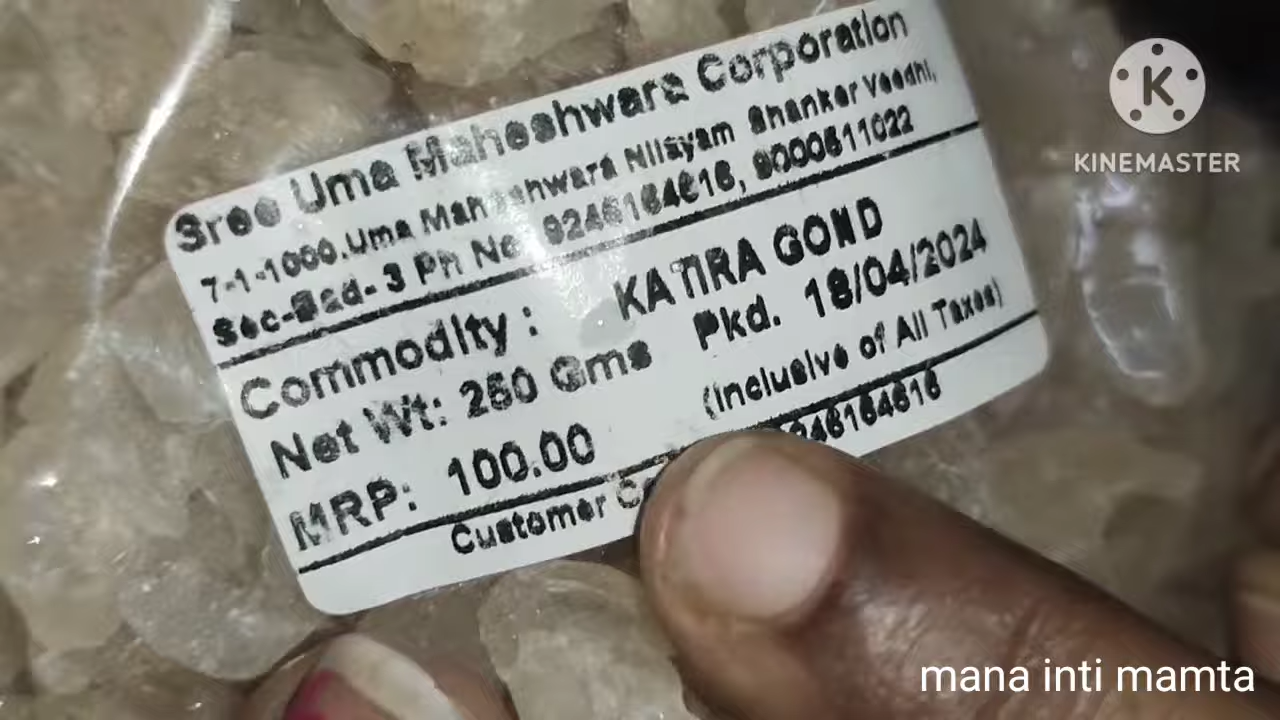 Sree Uma Maheshwara Corporation
7-1-1000.Uma Maheshwara Nilayam Shanker Veedhi,
Sec-Bad- 3 Ph No 9246164616, 9000611022
Commodity : KATIRA GOND
Net Wt: 250 Gms Pkd. 18/04/2024
MRP: 100.00 (Inclusive of All Taxes)
Customer 9246164616
KINEMASTER
mana inti mamta